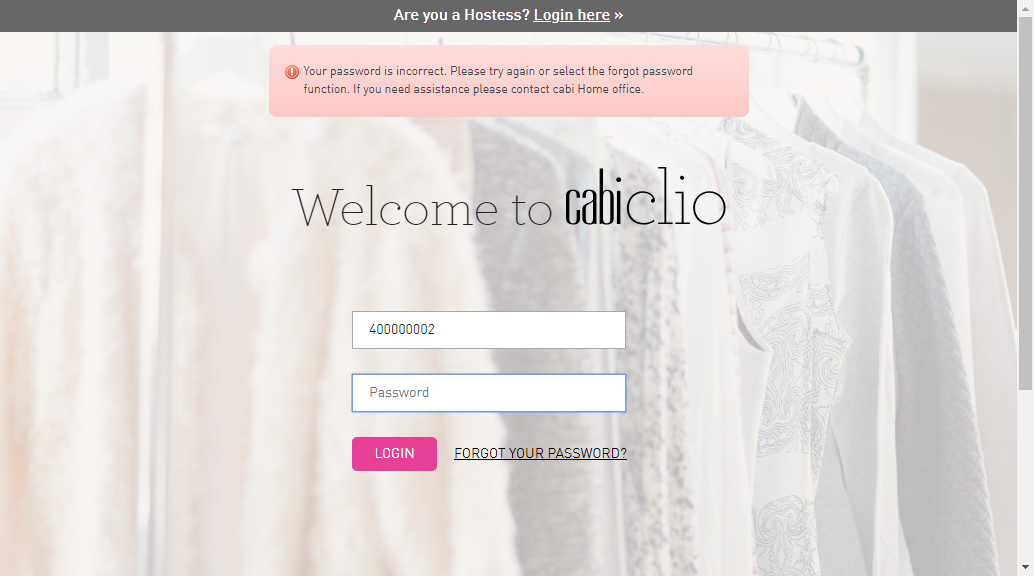 Are you a Hostess? Login here »
Your password is incorrect. Please try again or select the forgot password
function. If you need assistance please contact cabi Home office.
Welcome to cabiclio
400000002
Password
LOGIN FORGOT YOUR PASSWORD?